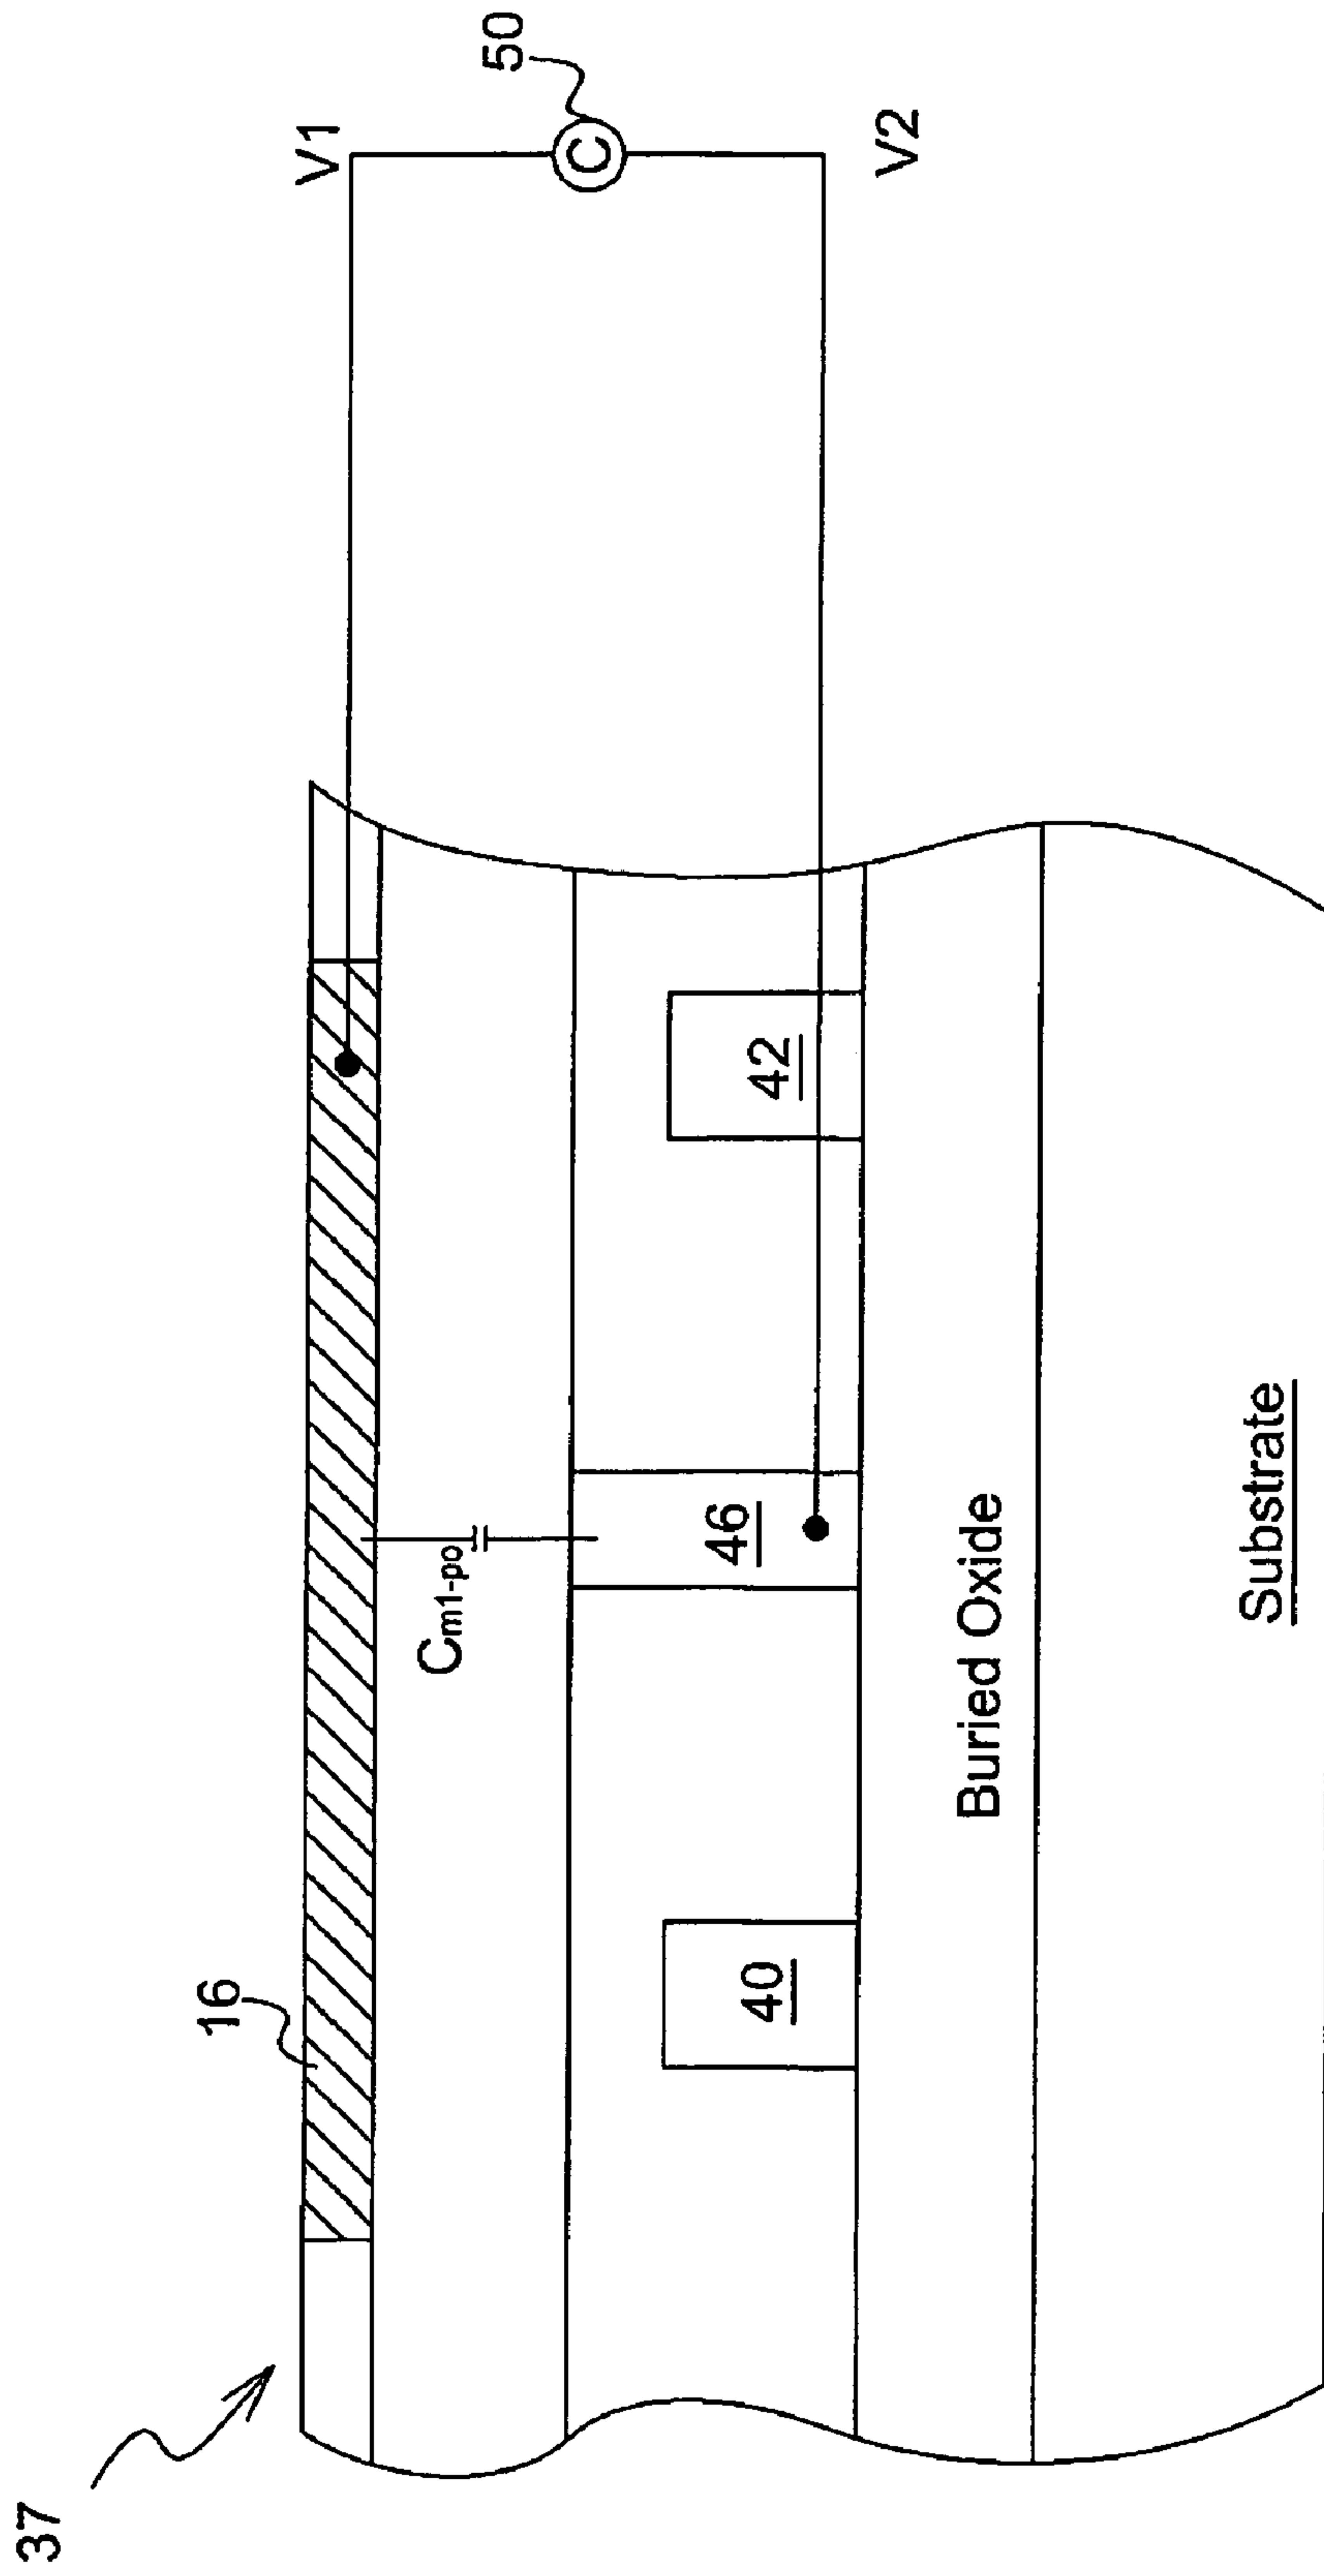 37
16
V1
50
C
V2
Cm1-po
40
46
42
Buried Oxide
Substrate